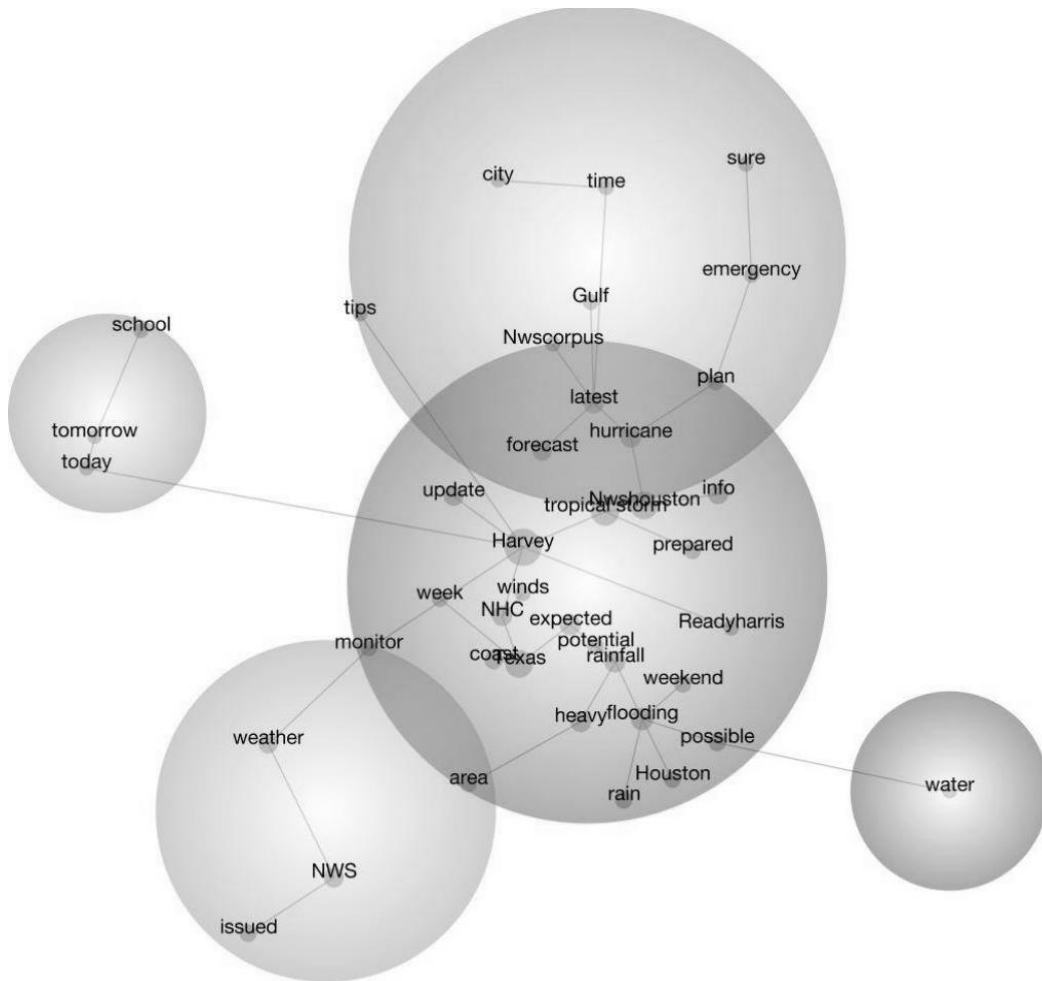 sure
city
time
emergency
Gulf
tips
school
Nwscorpus
plan
latest
tomorrow
hurricane
forecast
today
info
update
Nwshouston
tropical storm
Harvey
prepared
winds
week
NHC
expected
Readyharris
potential
monitor
coast
Texas
rainfall
weekend
heavy
flooding
weather
possible
area
Houston
rain
water
NWS
issued